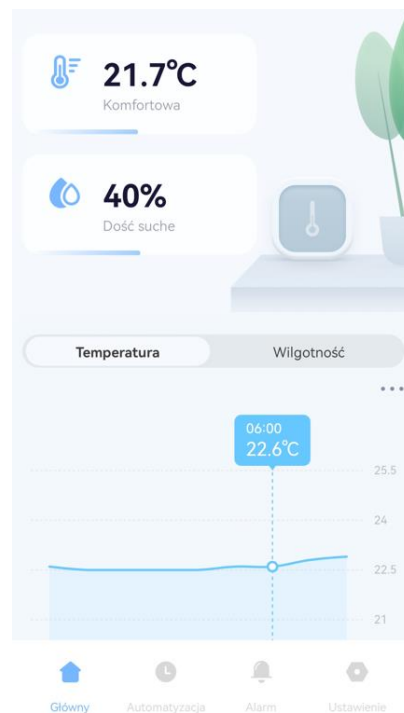 21.7°C
Komfortowa
40%
Dość suche
Temperatura Wilgotność
06:00
22.6°C
25.5
24
22.5
21
Główny Automatyzacja Alarm Ustawienie